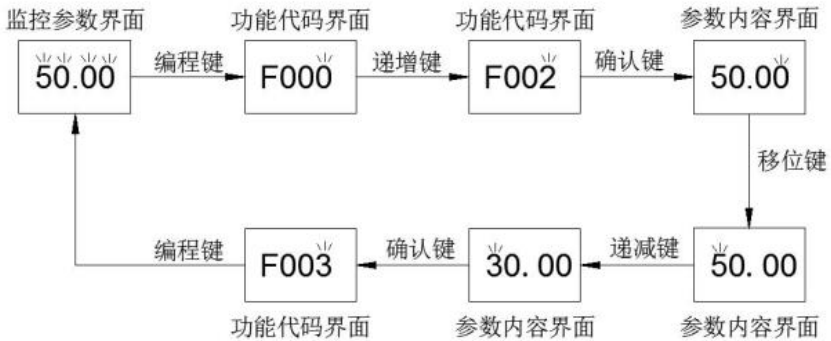 监控参数界面
功能代码界面
功能代码界面
参数内容界面
50.00
编程键
F000
递增键
F002
确认键
50.00
移位键
编程键
F003
确认键
30.00
递减键
50.00
功能代码界面
参数内容界面
参数内容界面